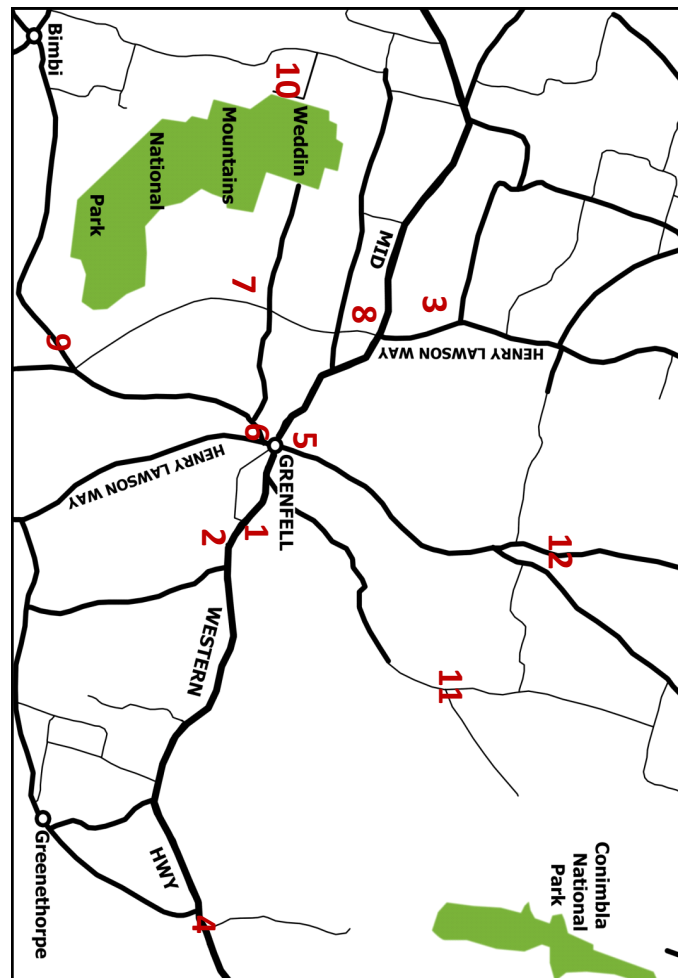 Conimbla
National
Park
12
HENRY LAWSON WAY
11
3
MID
8
5
10
Weddin
GRENFELL
6
1
7
Mountains
2
WESTERN
4
HWY
National
HENRY LAWSON WAY
Park
9
Bimbi
Greenethorpe